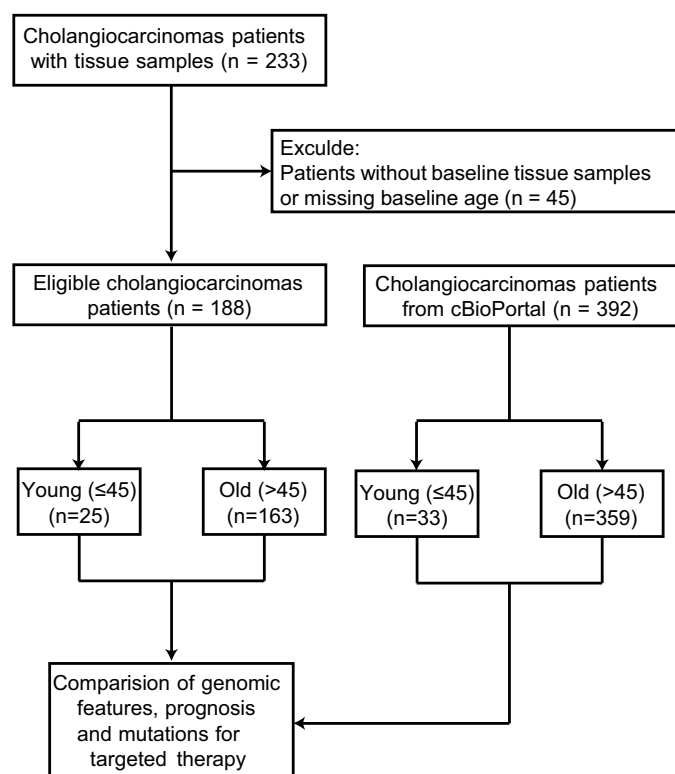 Cholangiocarcinomas patients
with tissue samples (n = 233)
Exculde:
Patients without baseline tissue samples
or missing baseline age (n = 45)
Eligible cholangiocarcinomas
patients (n = 188)
Cholangiocarcinomas patients
from cBioPortal (n = 392)
Young (≤45)
(n=25)
Old (>45)
(n=163)
Young (≤45)
(n=33)
Old (>45)
(n=359)
Comparision of genomic
features, prognosis
and mutations for
targeted therapy